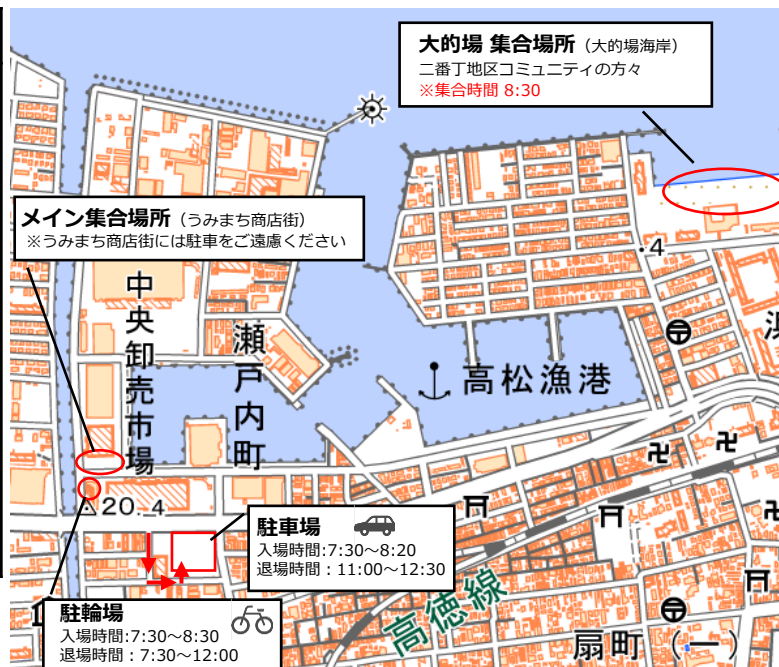 大的場 集合場所（大的場海岸）
二番丁地区コミュニティの方々
※集合時間 8:30
メイン集合場所（うみまち商店街）
※うみまち商店街には駐車をご遠慮ください
中央卸売市場
瀬戸内町
高松漁港
・4
浜
20.4
駐車場
入場時間:7:30～8:20
退場時間：11:00～12:30
駐輪場
入場時間:7:30～8:30
退場時間：7:30～12:00
高徳線
扇町（一）